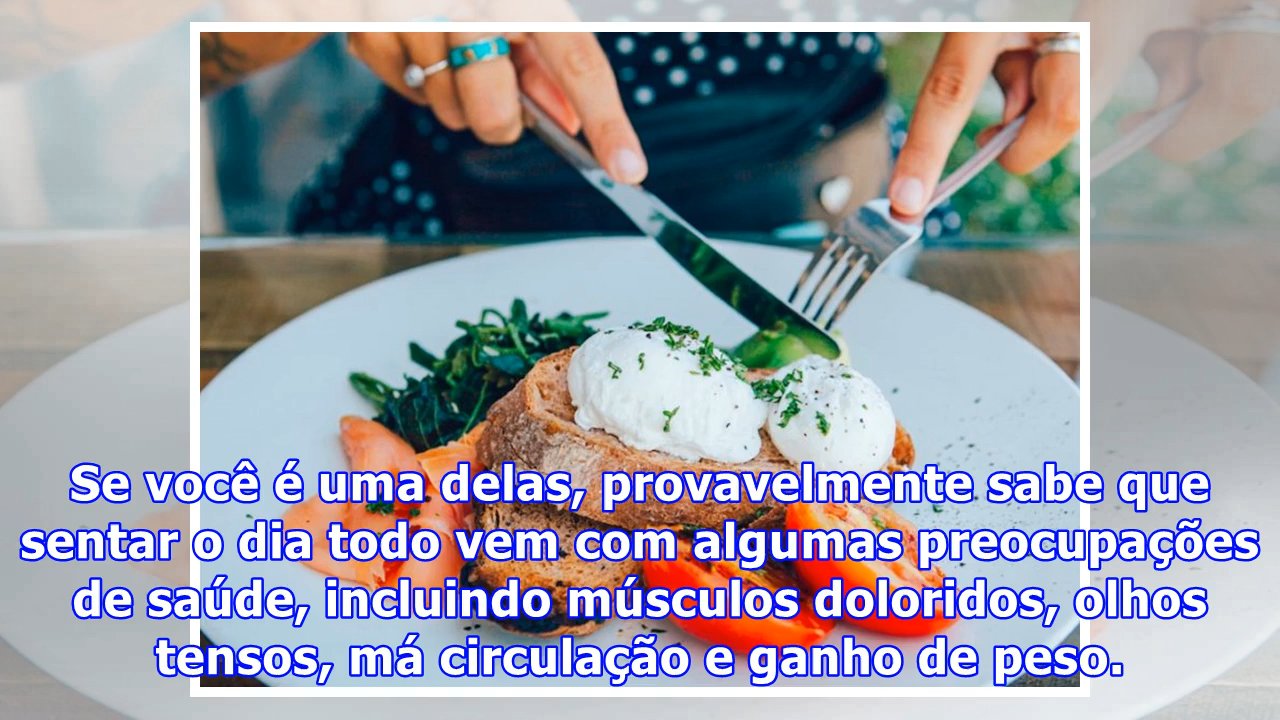 Se você é uma delas, provavelmente sabe que
sentar o dia todo vem com algumas preocupações
de saúde, incluindo músculos doloridos, olhos
tensos, má circulação e ganho de peso.